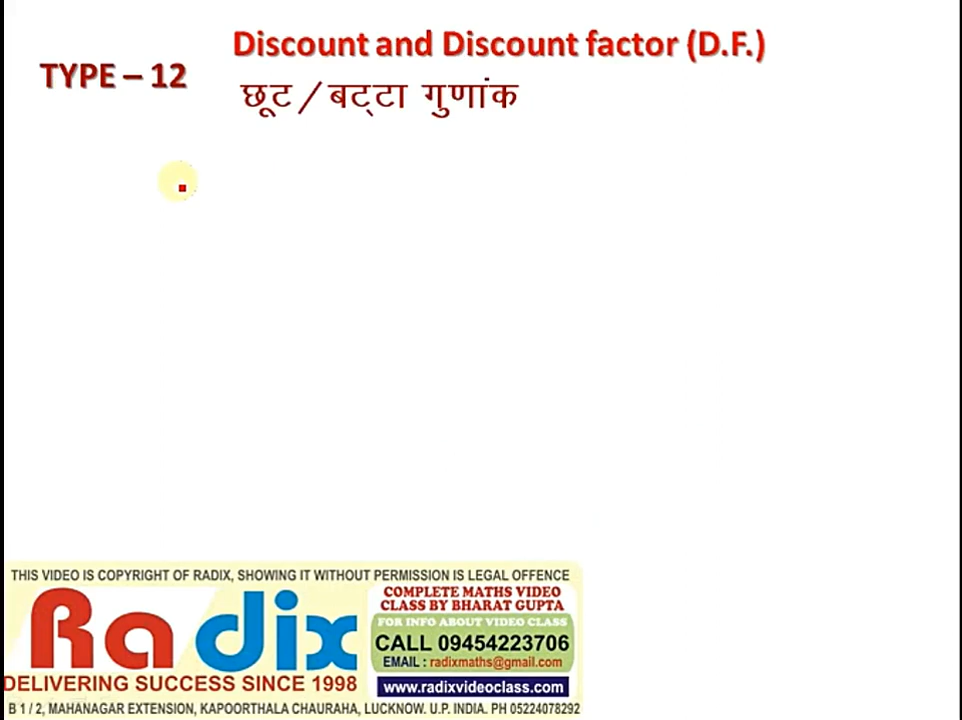 Discount and Discount factor (D.F.)
TYPE – 12
छूट / बट्टा गुणांक
THIS VIDEO IS COPYRIGHT OF RADIX, SHOWING IT WITHOUT PERMISSION IS LEGAL OFFENCE
Radix
DELIVERING SUCCESS SINCE 1998
COMPLETE MATHS VIDEO
CLASS BY BHARAT GUPTA
FOR INFO ABOUT VIDEO CLASS
CALL 09454223706
EMAIL : radixmaths@gmail.com
www.radixvideoclass.com
B 1 / 2, MAHANAGAR EXTENSION, KAPOORTHALA CHAURAHA, LUCKNOW. U.P. INDIA. PH 05224078292